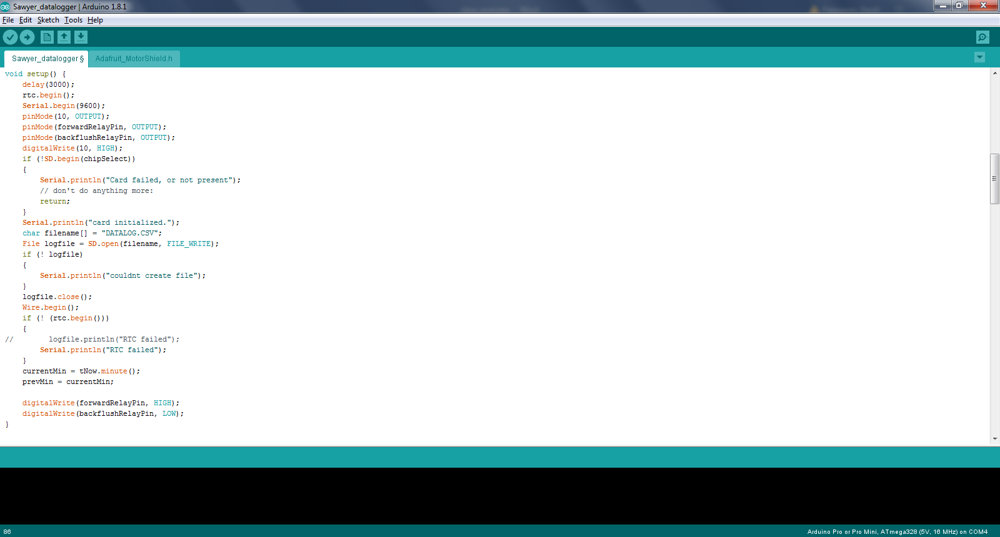 Sawyer_datalogger | Arduino 1.8.1
File Edit Sketch Tools Help
Sawyer_datalogger § Adafruit_MotorShield.h
void setup() {
    delay(3000);
    rtc.begin();
    Serial.begin(9600);
    pinMode(10, OUTPUT);
    pinMode(forwardRelayPin, OUTPUT);
    pinMode(backflushRelayPin, OUTPUT);
    digitalWrite(10, HIGH);
    if (!SD.begin(chipSelect))
    {
        Serial.println("Card failed, or not present");
        // don't do anything more:
        return;
    }
    Serial.println("card initialized.");
    char filename[] = "DATALOG.CSV";
    File logfile = SD.open(filename, FILE_WRITE);
    if (! logfile)
    {
        Serial.println("couldnt create file");
    }
    logfile.close();
    Wire.begin();
    if (! (rtc.begin()))
    {
//        logfile.println("RTC failed");
        Serial.println("RTC failed");
    }
    currentMin = tNow.minute();
    prevMin = currentMin;

    digitalWrite(forwardRelayPin, HIGH);
    digitalWrite(backflushRelayPin, LOW);
}
86 Arduino Pro or Pro Mini, ATmega328 (5V, 16 MHz) on COM4